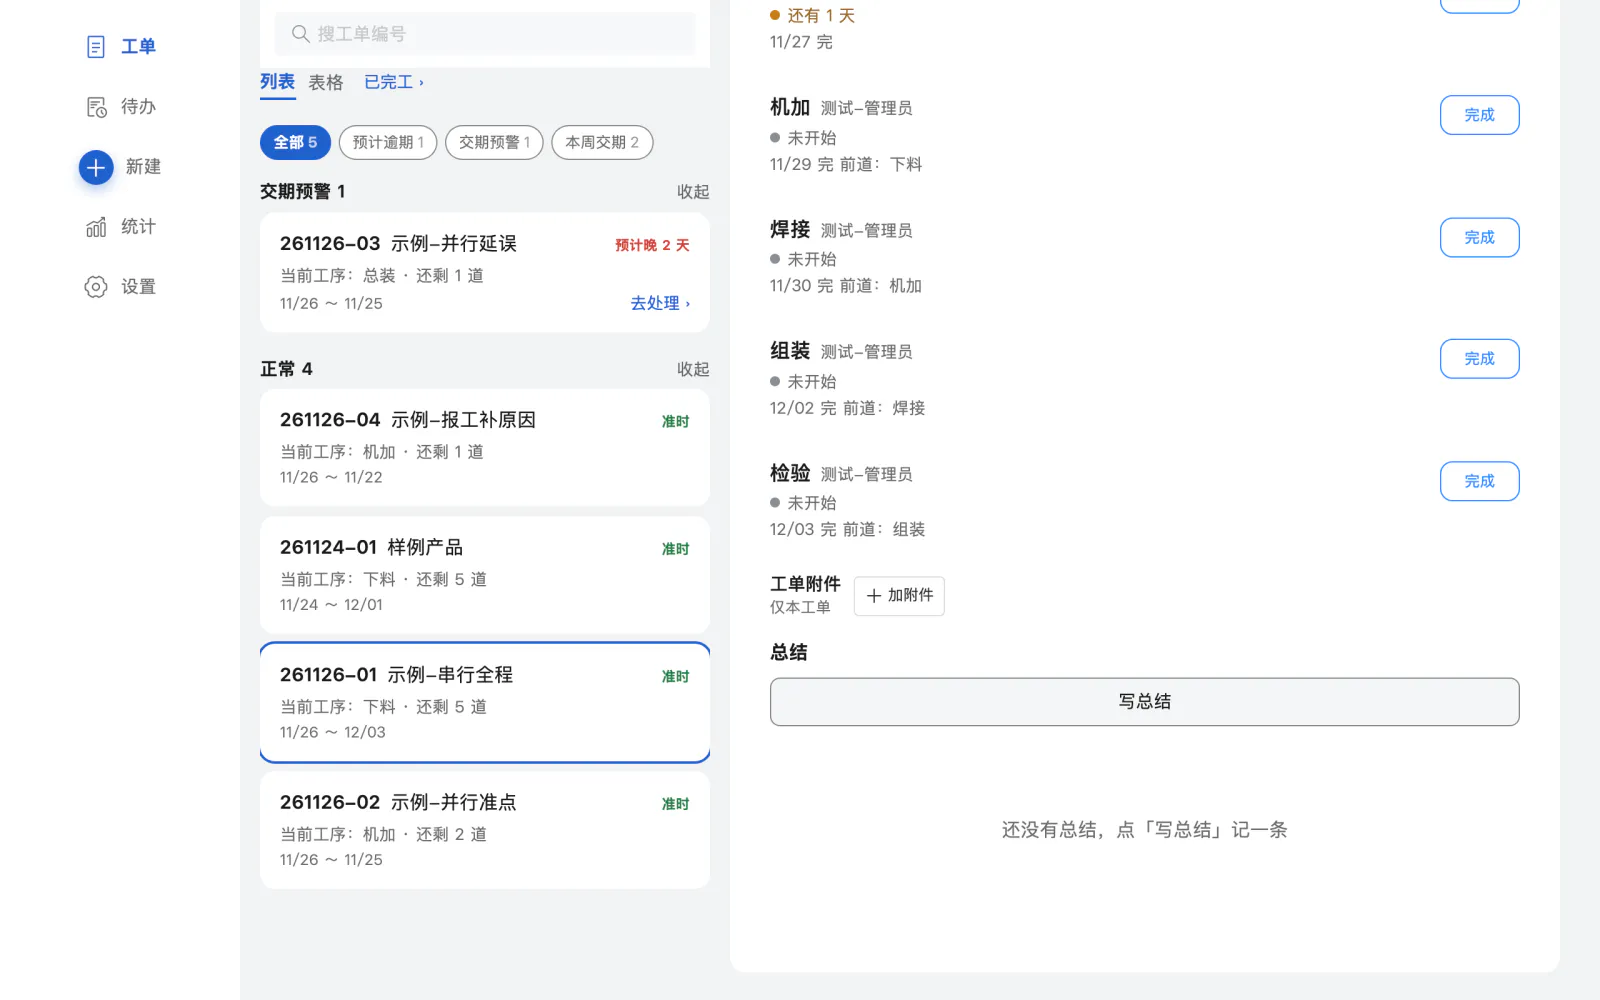 工单
待办
新建
统计
设置
搜工单编号
列表 表格 已完工 ›
全部 5 预计逾期 1 交期预警 1 本周交期 2
交期预警 1 收起
261126–03 示例–并行延误 预计晚 2 天
当前工序：总装 · 还剩 1 道
11/26 ～ 11/25 去处理 ›
正常 4 收起
261126–04 示例–报工补原因 准时
当前工序：机加 · 还剩 1 道
11/26 ～ 11/22
261124–01 样例产品 准时
当前工序：下料 · 还剩 5 道
11/24 ～ 12/01
261126–01 示例–串行全程 准时
当前工序：下料 · 还剩 5 道
11/26 ～ 12/03
261126–02 示例–并行准点 准时
当前工序：机加 · 还剩 2 道
11/26 ～ 11/25
还有 1 天
11/27 完
机加 测试–管理员 完成
未开始
11/29 完 前道：下料
焊接 测试–管理员 完成
未开始
11/30 完 前道：机加
组装 测试–管理员 完成
未开始
12/02 完 前道：焊接
检验 测试–管理员 完成
未开始
12/03 完 前道：组装
工单附件
仅本工单
加附件
总结
写总结
还没有总结，点「写总结」记一条